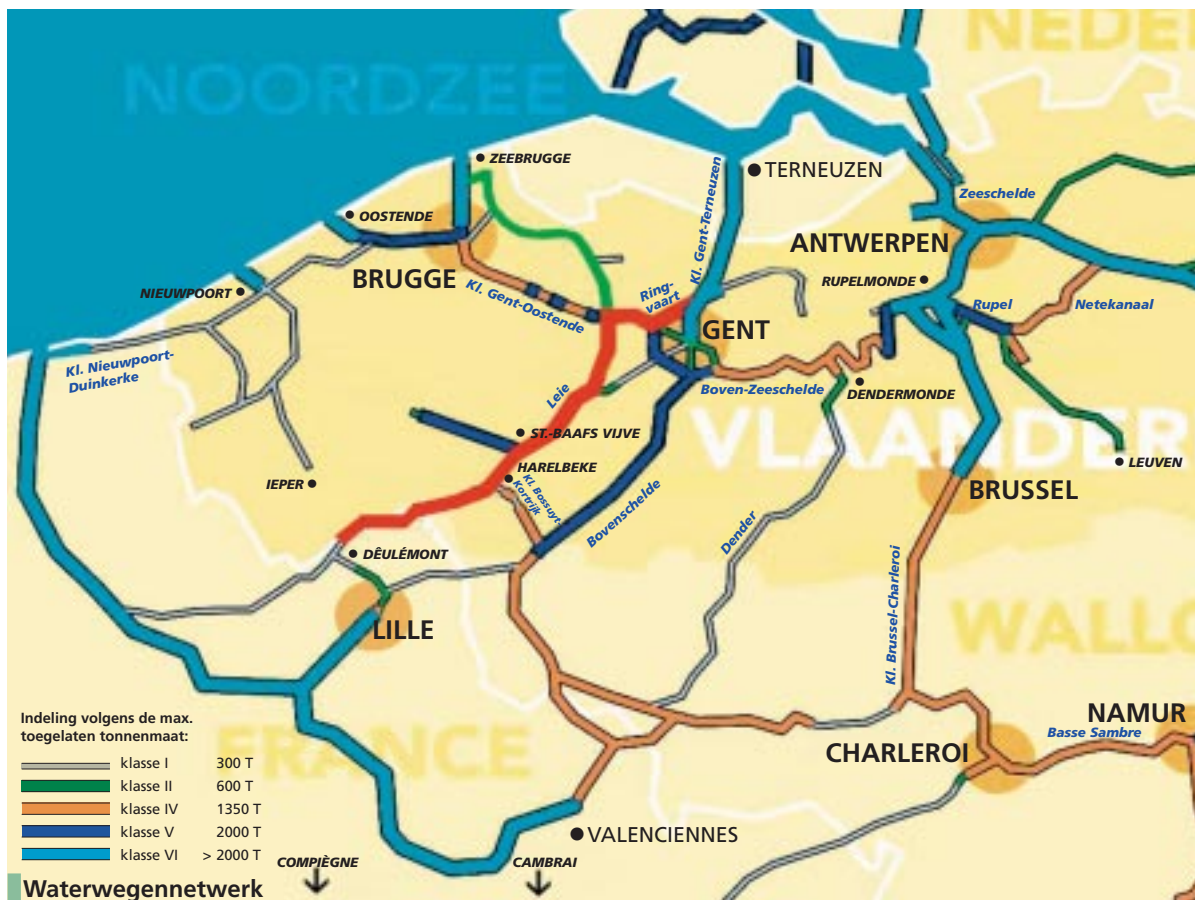 NEDER
NOORDZEE
ZEEBRUGGE
TERNEUZEN
Zeeschelde
OOSTENDE
Kl. Gent-Terneuzen
ANTWERPEN
BRUGGE
RUPELMONDE
NIEUWPOORT
Kl. Gent-Oostende
Ring-
vaart
Rupel
Netekanaal
GENT
Kl. Nieuwpoort-
Duinkerke
Leie
Boven-Zeeschelde
DENDERMONDE
VLAANDER
ST.-BAAFS VIJVE
LEUVEN
HARELBEKE
IEPER
Kl. Bossuyt-
Kortrijk
BRUSSEL
Bovenschelde
Dender
DÊULÉMONT
Kl. Brussel-Charleroi
LILLE
WALLO
Indeling volgens de max.
toegelaten tonnenmaat:
FRANCE
NAMUR
Basse Sambre
CHARLEROI
klasse I 300 T
klasse II 600 T
klasse IV 1350 T
klasse V 2000 T
klasse VI > 2000 T
VALENCIENNES
COMPIÈGNE
CAMBRAI
Waterwegennetwerk